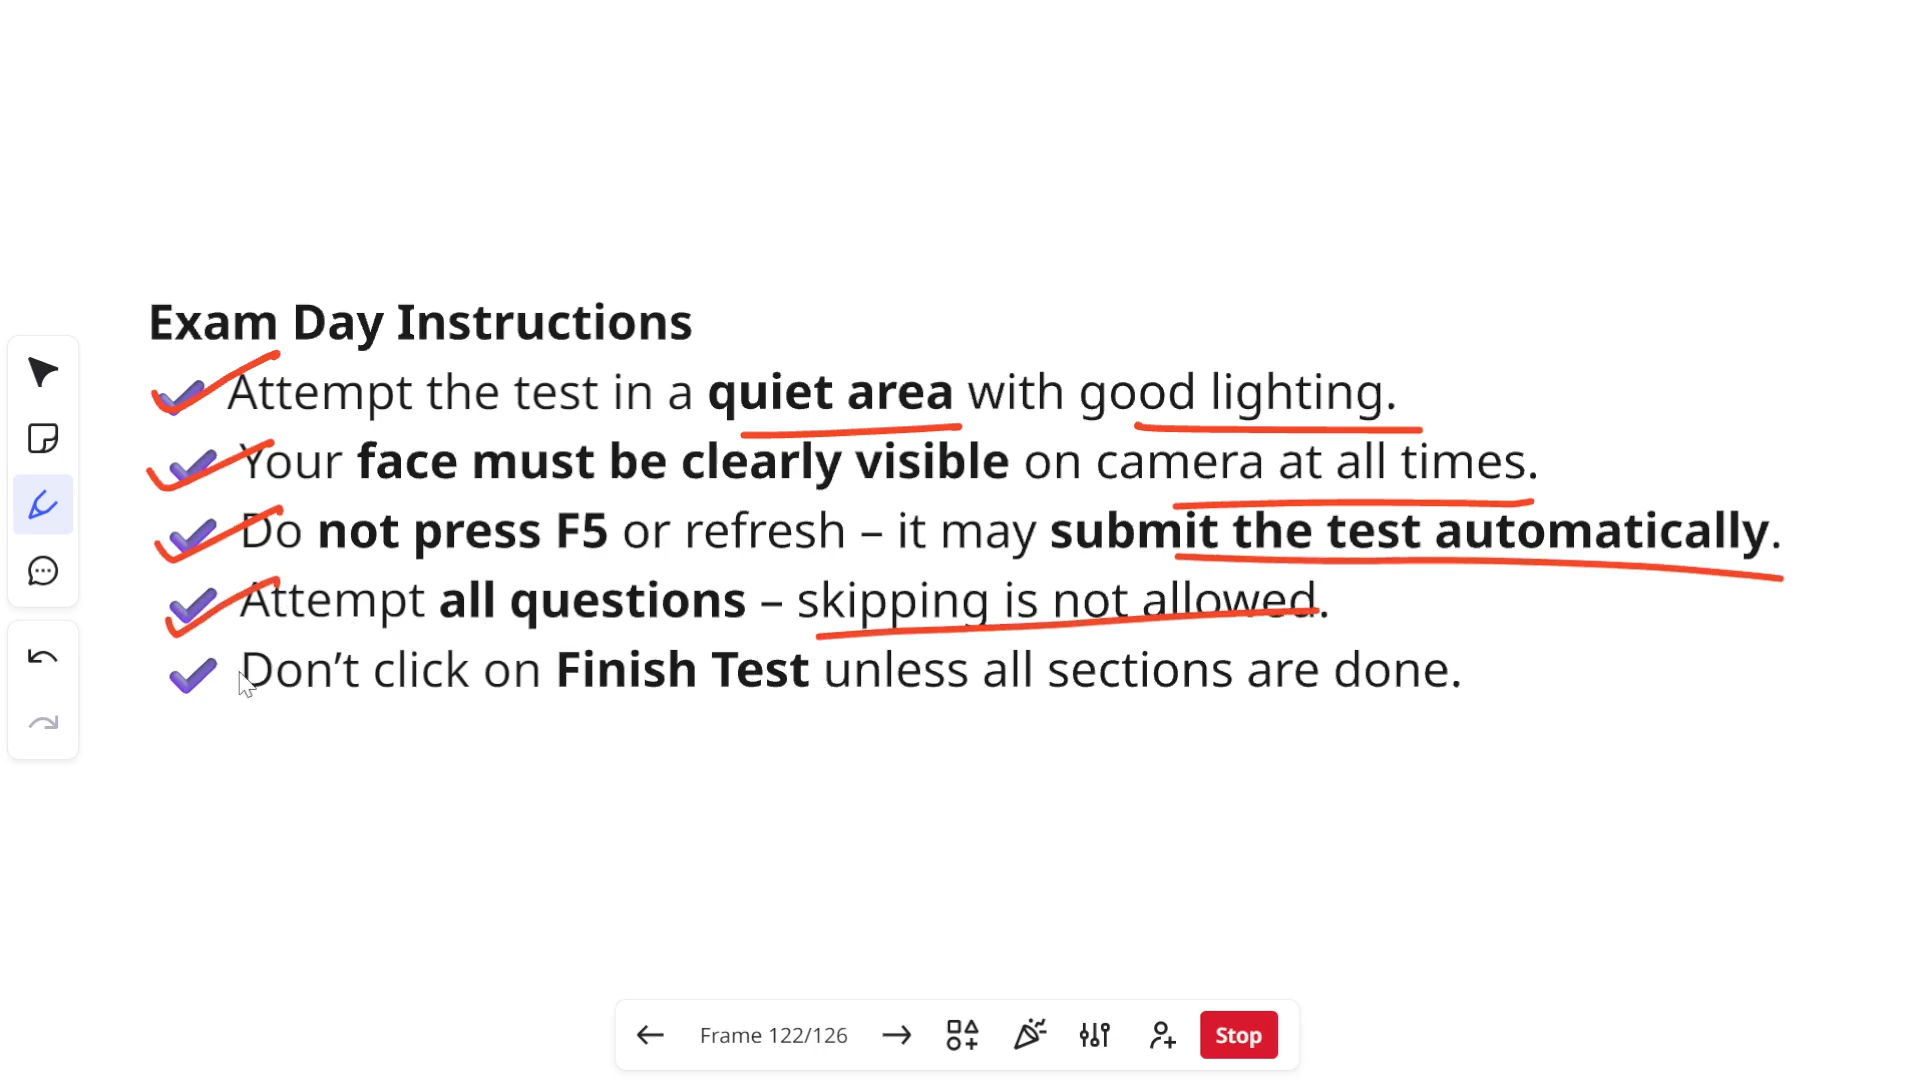 Exam Day Instructions
✔ Attempt the test in a quiet area with good lighting.
✔ Your face must be clearly visible on camera at all times.
✔ Do not press F5 or refresh – it may submit the test automatically.
✔ Attempt all questions – skipping is not allowed.
✔ Don’t click on Finish Test unless all sections are done.
Frame 122/126
Stop